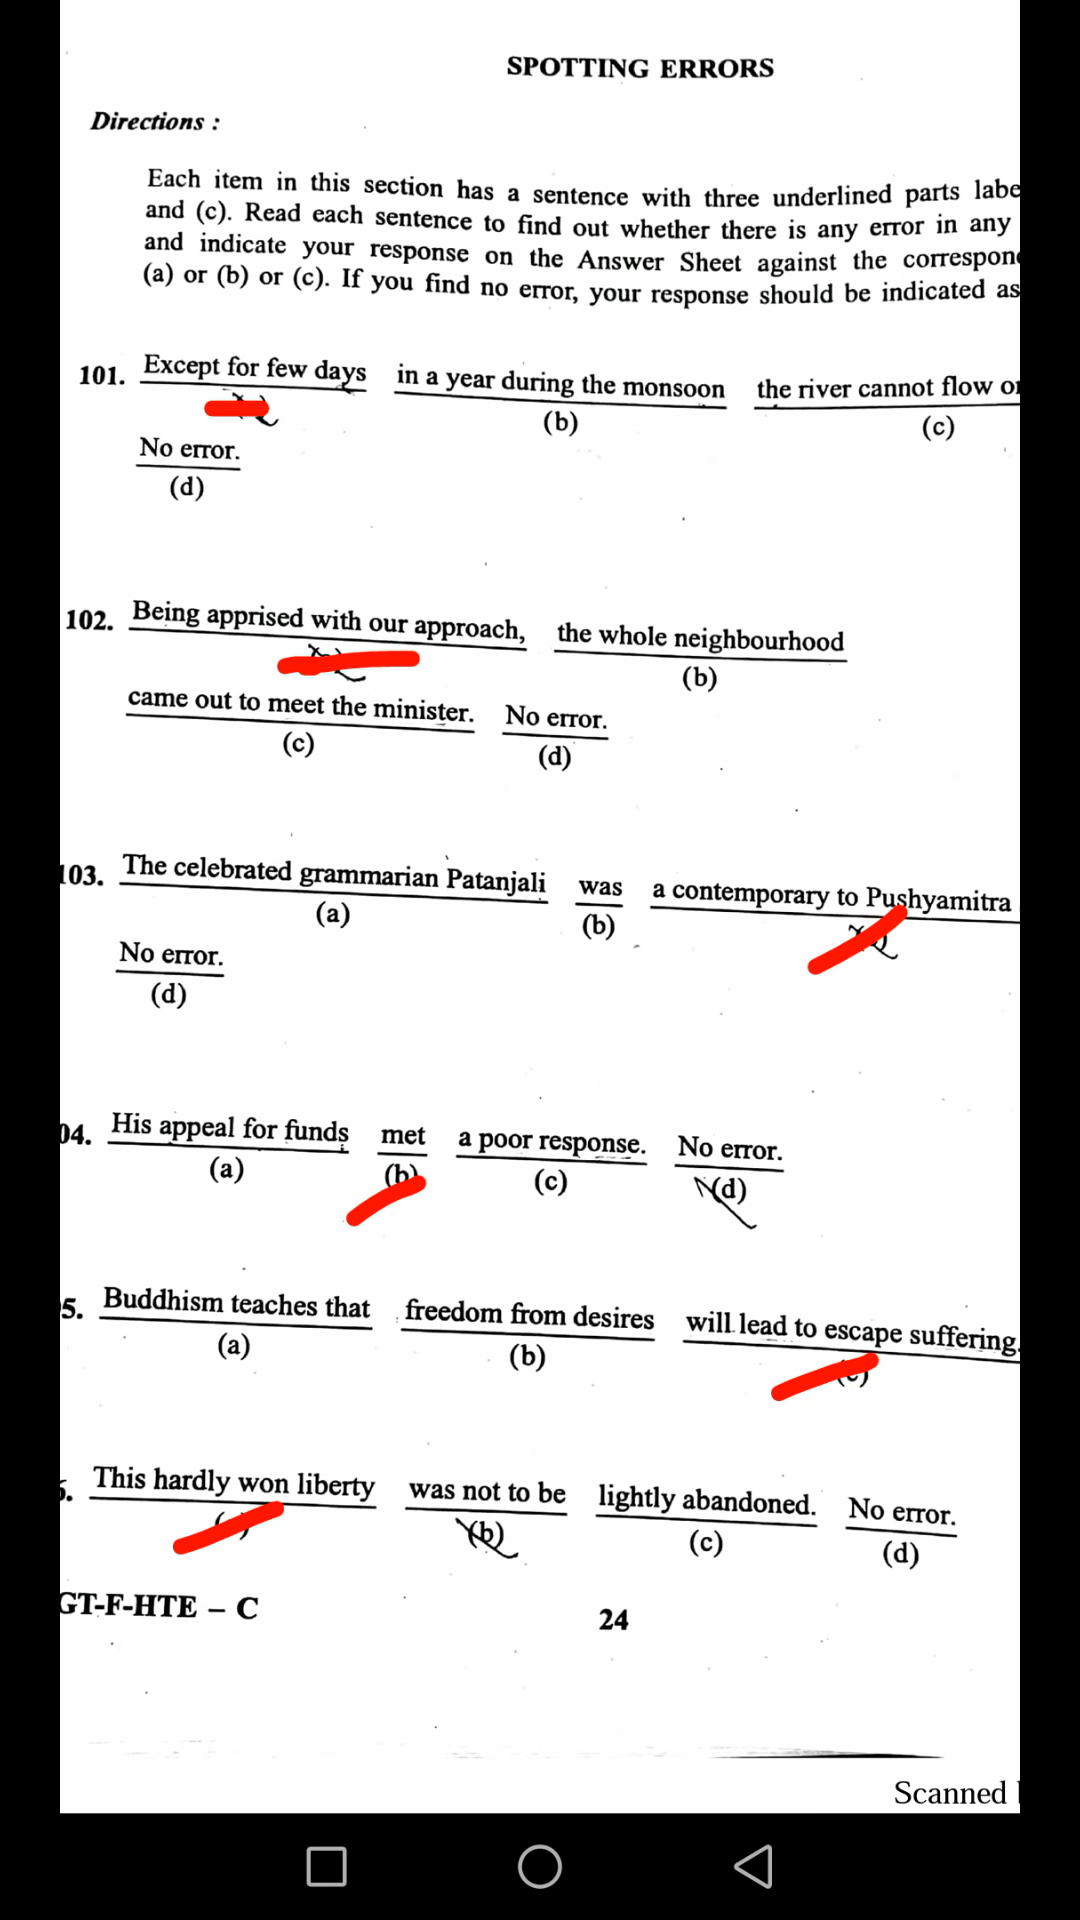 SPOTTING ERRORS
Directions :
Each item in this section has a sentence with three underlined parts labe
and (c). Read each sentence to find out whether there is any error in any
and indicate your response on the Answer Sheet against the correspon
(a) or (b) or (c). If you find no error, your response should be indicated as
101. Except for few days in a year during the monsoon the river cannot flow
(b) (c)
No error.
(d)
102. Being apprised with our approach, the whole neighbourhood
(b)
came out to meet the minister. No error.
(c) (d)
103. The celebrated grammarian Patanjali was a contemporary to Pushyamitra
(a) (b)
No error.
(d)
04. His appeal for funds met a poor response. No error.
(a) (b) (c) (d)
5. Buddhism teaches that freedom from desires will lead to escape suffering.
(a) (b) (c)
6. This hardly won liberty was not to be lightly abandoned. No error.
(b) (c) (d)
GT-F-HTE – C 24
Scanned